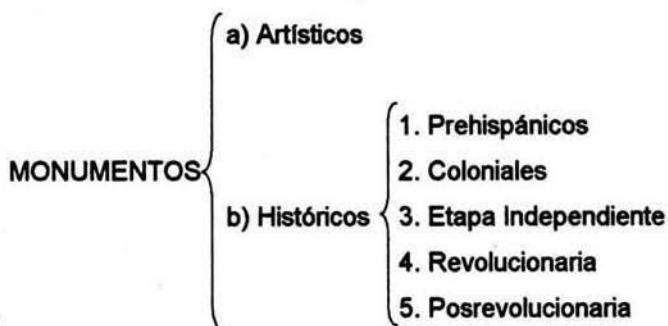 MONUMENTOS
a) Artísticos
b) Históricos
1. Prehispánicos
2. Coloniales
3. Etapa Independiente
4. Revolucionaria
5. Posrevolucionaria